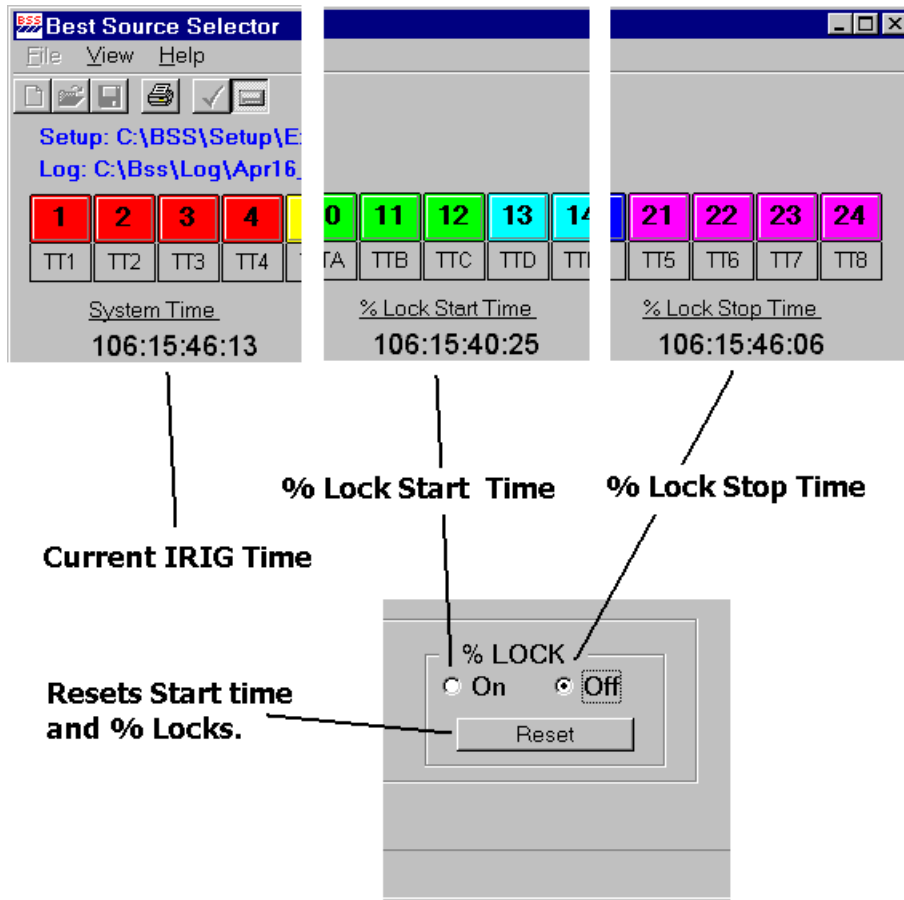 BSS Best Source Selector
File View Help
Setup: C:\BSS\Setup\E
Log: C:\Bss\Log\Apr16_
1 2 3 4 0 11 12 13 14 21 22 23 24
TT1 TT2 TT3 TT4 TA TTB TTC TTD TT5 TT6 TT7 TT8
System Time % Lock Start Time % Lock Stop Time
106:15:46:13 106:15:40:25 106:15:46:06
% Lock Start Time % Lock Stop Time
Current IRIG Time
% LOCK
On Off
Reset
Resets Start time
and % Locks.